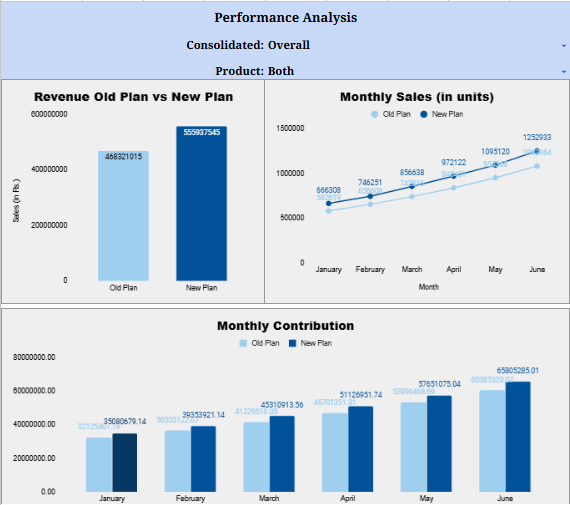 Performance Analysis
Consolidated: Overall
Product: Both
Revenue Old Plan vs New Plan
600000000
400000000
200000000
0
Sales (in Rs.)
468321015
555937545
Old Plan
New Plan
Monthly Sales (in units)
Old Plan New Plan
1500000
1000000
500000
0
666308
746251
856638
972122
1095120
1252933
January February March April May June
Month
Monthly Contribution
Old Plan New Plan
80000000.00
60000000.00
40000000.00
20000000.00
0.00
35080679.14
39353921.14
45310913.56
51126951.74
57651075.04
65805285.01
January February March April May June